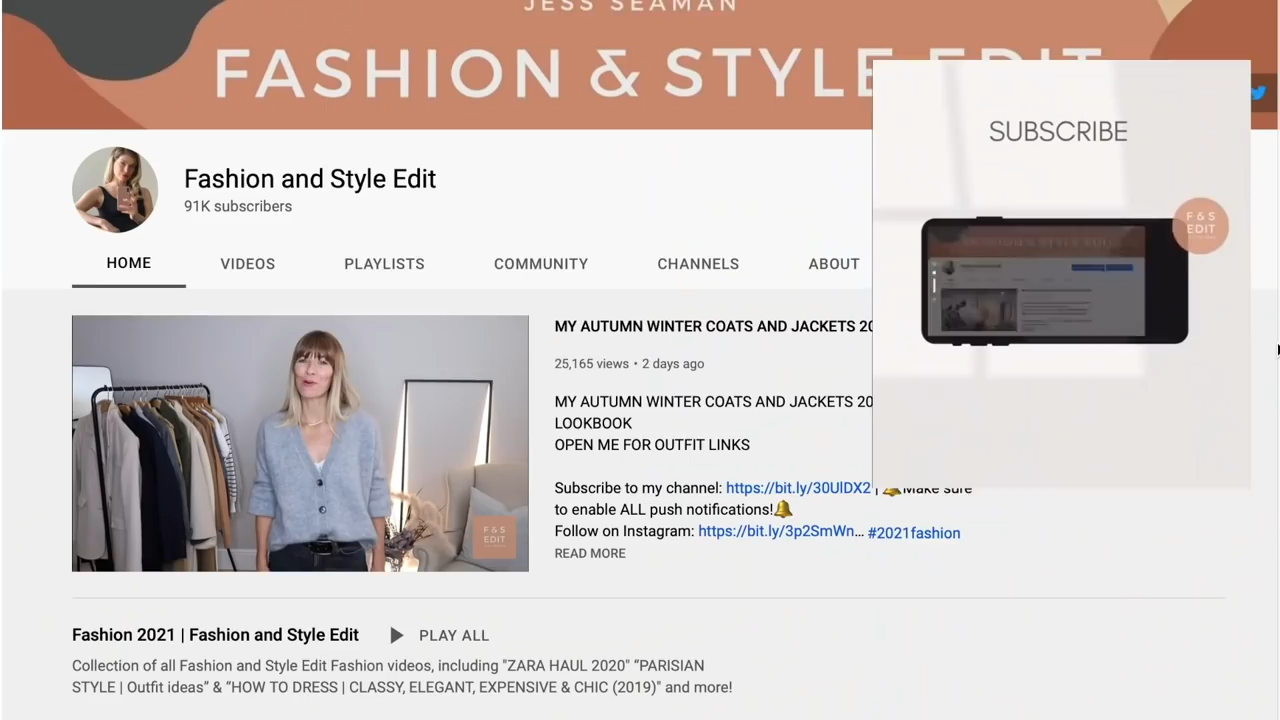 JESS SEAMAN
FASHION & STYLE EDIT
SUBSCRIBE
Fashion and Style Edit
91K subscribers
F & S
EDIT
HOME VIDEOS PLAYLISTS COMMUNITY CHANNELS ABOUT
MY AUTUMN WINTER COATS AND JACKETS 20
25,165 views • 2 days ago
MY AUTUMN WINTER COATS AND JACKETS 20
LOOKBOOK
OPEN ME FOR OUTFIT LINKS
Subscribe to my channel: https://bit.ly/30UlDX2 | 🔔Make sure
to enable ALL push notifications!🔔
Follow on Instagram: https://bit.ly/3p2SmWn... #2021fashion
READ MORE
F & S
EDIT
Fashion 2021 | Fashion and Style Edit PLAY ALL
Collection of all Fashion and Style Edit Fashion videos, including "ZARA HAUL 2020" “PARISIAN
STYLE | Outfit ideas” & “HOW TO DRESS | CLASSY, ELEGANT, EXPENSIVE & CHIC (2019)" and more!